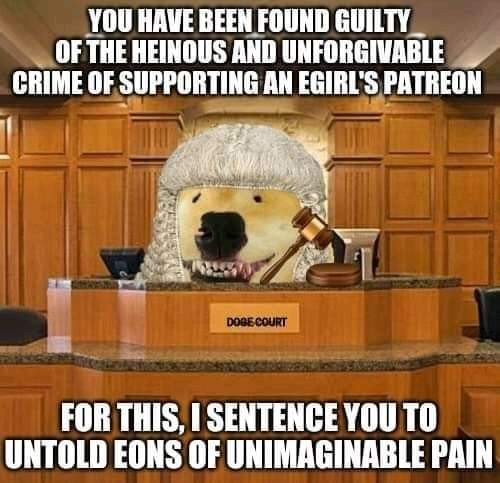 YOU HAVE BEEN FOUND GUILTY
OF THE HEINOUS AND UNFORGIVABLE
CRIME OF SUPPORTING AN EGIRL'S PATREON
DOGE COURT
FOR THIS, I SENTENCE YOU TO
UNTOLD EONS OF UNIMAGINABLE PAIN